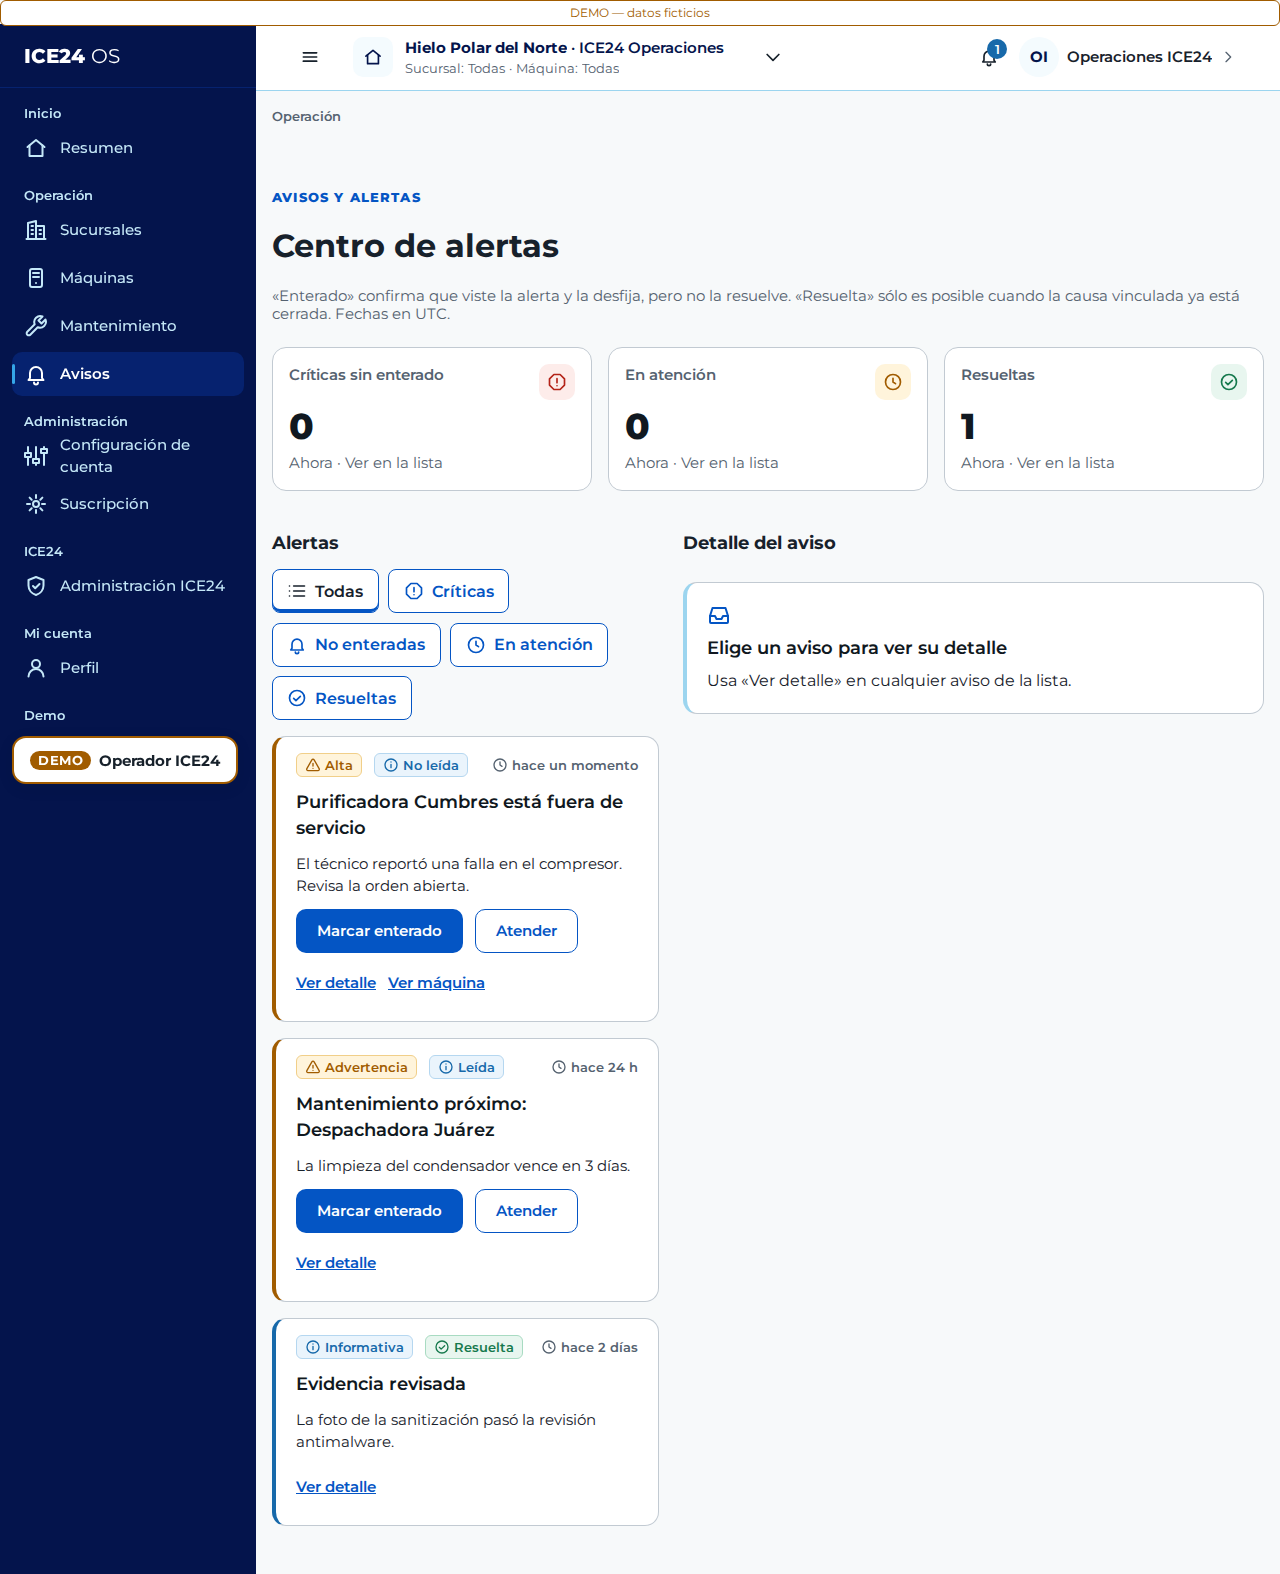 DEMO — datos ficticios
ICE24 OS
Inicio
Resumen
Operación
Sucursales
Máquinas
Mantenimiento
Avisos
Administración
Configuración de
cuenta
Suscripción
ICE24
Administración ICE24
Mi cuenta
Perfil
Demo
DEMO Operador ICE24
Hielo Polar del Norte · ICE24 Operaciones
Sucursal: Todas · Máquina: Todas
1
OI Operaciones ICE24
Operación
AVISOS Y ALERTAS
Centro de alertas
«Enterado» confirma que viste la alerta y la desfija, pero no la resuelve. «Resuelta» sólo es posible cuando la causa vinculada ya está
cerrada. Fechas en UTC.
Críticas sin enterado
0
Ahora · Ver en la lista
En atención
0
Ahora · Ver en la lista
Resueltas
1
Ahora · Ver en la lista
Alertas
Todas
Críticas
No enteradas
En atención
Resueltas
Alta No leída hace un momento
Purificadora Cumbres está fuera de
servicio
El técnico reportó una falla en el compresor.
Revisa la orden abierta.
Marcar enterado Atender
Ver detalle Ver máquina
Advertencia Leída hace 24 h
Mantenimiento próximo:
Despachadora Juárez
La limpieza del condensador vence en 3 días.
Marcar enterado Atender
Ver detalle
Informativa Resuelta hace 2 días
Evidencia revisada
La foto de la sanitización pasó la revisión
antimalware.
Ver detalle
Detalle del aviso
Elige un aviso para ver su detalle
Usa «Ver detalle» en cualquier aviso de la lista.